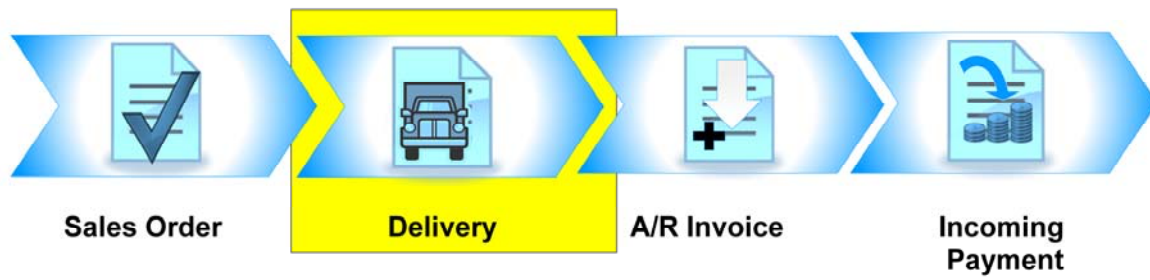 Sales Order
Delivery
A/R Invoice
Incoming
Payment